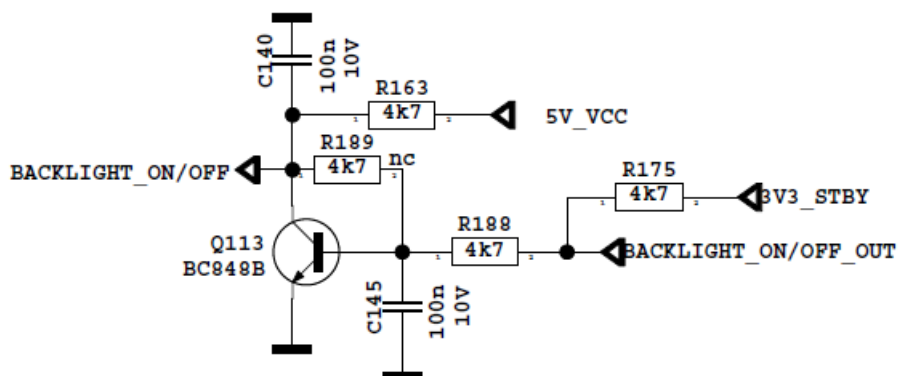 C140
100n
10V
R163
4k7
5V_VCC
R189
4k7
nc
BACKLIGHT_ON/OFF
R175
4k7
3V3_STBY
Q113
BC848B
R188
4k7
BACKLIGHT_ON/OFF_OUT
C145
100n
10V